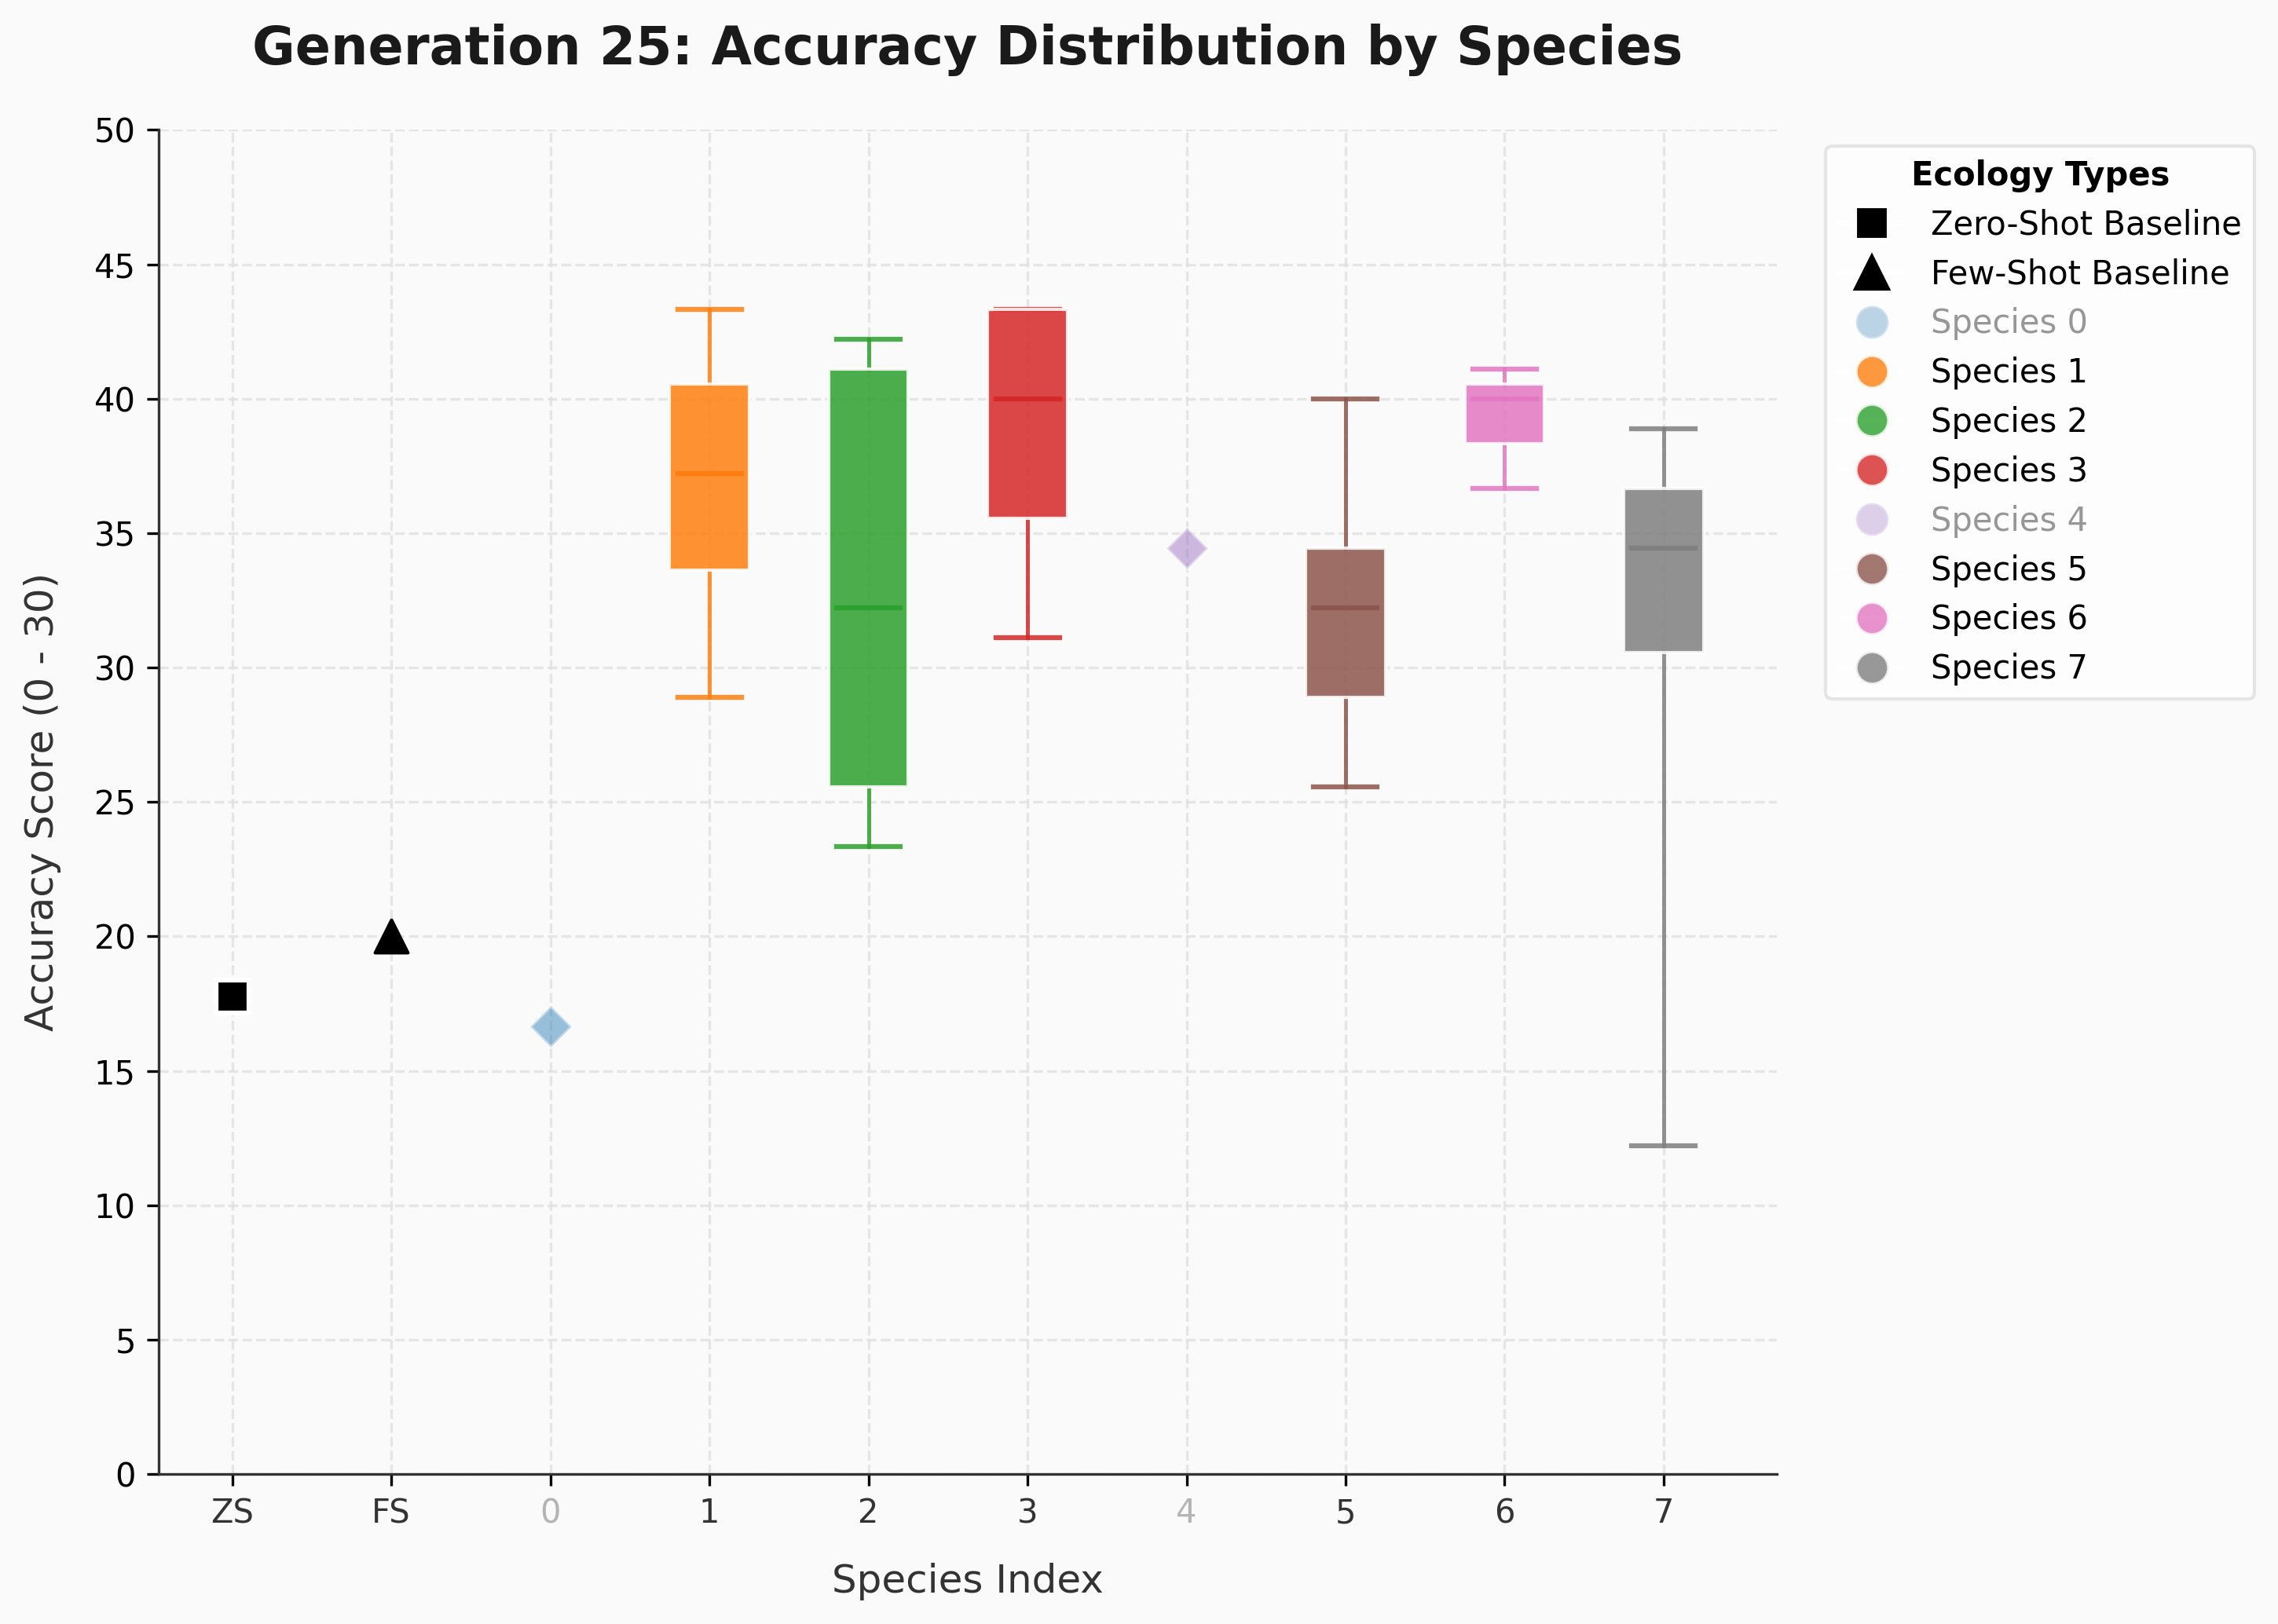 Generation 25: Accuracy Distribution by Species
50
45
40
35
30
25
20
15
10
5
0
Accuracy Score (0 - 30)
ZS FS 0 1 2 3 4 5 6 7
Species Index
Ecology Types
Zero-Shot Baseline
Few-Shot Baseline
Species 0
Species 1
Species 2
Species 3
Species 4
Species 5
Species 6
Species 7